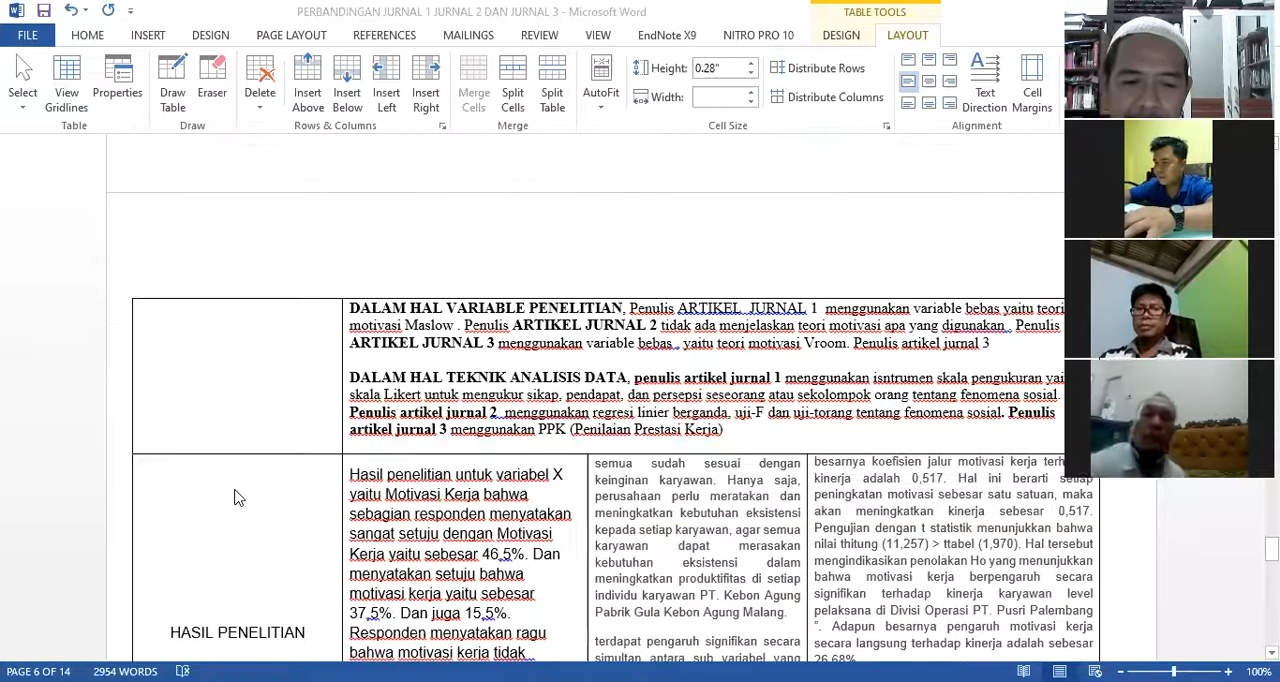 PERBANDINGAN JURNAL 1 JURNAL 2 DAN JURNAL 3 - Microsoft Word
TABLE TOOLS
FILE HOME INSERT DESIGN PAGE LAYOUT REFERENCES MAILINGS REVIEW VIEW EndNote X9 NITRO PRO 10 DESIGN LAYOUT
Select View Gridlines Properties
Table
Draw Table Eraser
Draw
Delete Insert Above Insert Below Insert Left Insert Right
Rows & Columns
Merge Cells Split Cells Split Table
Merge
AutoFit
Height: 0.28"
Width:
Distribute Rows
Distribute Columns
Cell Size
Text Direction Cell Margins
Alignment
DALAM HAL VARIABLE PENELITIAN, Penulis ARTIKEL JURNAL 1 menggunakan variable bebas yaitu teori
motivasi Maslow . Penulis ARTIKEL JURNAL 2 tidak ada menjelaskan teori motivasi apa yang digunakan . Penulis
ARTIKEL JURNAL 3 menggunakan variable bebas , yaitu teori motivasi Vroom. Penulis artikel jurnal 3
DALAM HAL TEKNIK ANALISIS DATA, penulis artikel jurnal 1 menggunakan isntrumen skala pengukuran yai
skala Likert untuk mengukur sikap, pendapat, dan persepsi seseorang atau sekolompok orang tentang fenomena sosial.
Penulis artikel jurnal 2 menggunakan regresi linier berganda, uji-F dan uji-torang tentang fenomena sosial. Penulis
artikel jurnal 3 menggunakan PPK (Penilaian Prestasi Kerja)
HASIL PENELITIAN
Hasil penelitian untuk variabel X
yaitu Motivasi Kerja bahwa
sebagian responden menyatakan
sangat setuju dengan Motivasi
Kerja yaitu sebesar 46,5%. Dan
menyatakan setuju bahwa
motivasi kerja yaitu sebesar
37,5%. Dan juga 15,5%.
Responden menyatakan ragu
bahwa motivasi kerja tidak
semua sudah sesuai dengan
keinginan karyawan. Hanya saja,
perusahaan perlu meratakan dan
meningkatkan kebutuhan eksistensi
kepada setiap karyawan, agar semua
karyawan dapat merasakan
kebutuhan eksistensi dalam
meningkatkan produkifitas di setiap
individu karyawan PT. Kebon Agung
Pabrik Gula Kebon Agung Malang.
terdapat pengaruh signifikan secara
simultan antara sub variabel yang
besarnya koefisien jalur motivasi kerja terh
kinerja adalah 0,517. Hal ini berarti setiap
peningkatan motivasi sebesar satu satuan, maka
akan meningkatkan kinerja sebesar 0,517.
Pengujian dengan t statistik menunjukkan bahwa
nilai thitung (11,257) > ttabel (1,970). Hal tersebut
mengindikasikan penolakan Ho yang menunjukkan
bahwa motivasi kerja berpengaruh secara
signifikan terhadap kinerja karyawan level
pelaksana di Divisi Operasi PT. Pusri Palembang
". Adapun besarnya pengaruh motivasi kerja
secara langsung terhadap kinerja adalah sebesar
26,68%
PAGE 6 OF 14 2954 WORDS 100%